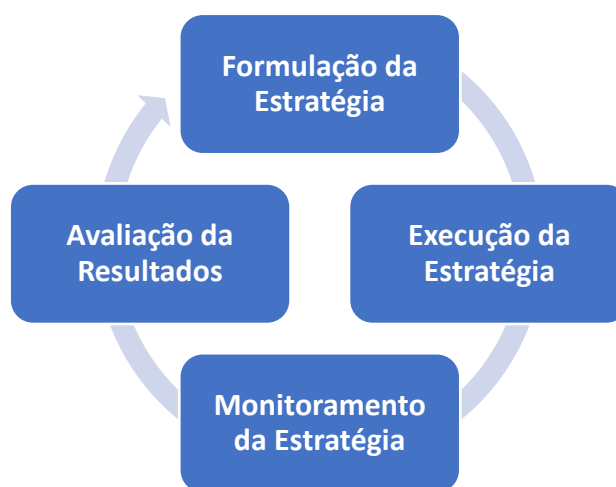 Formulação da
Estratégia
Execução da
Estratégia
Monitoramento
da Estratégia
Avaliação da
Resultados